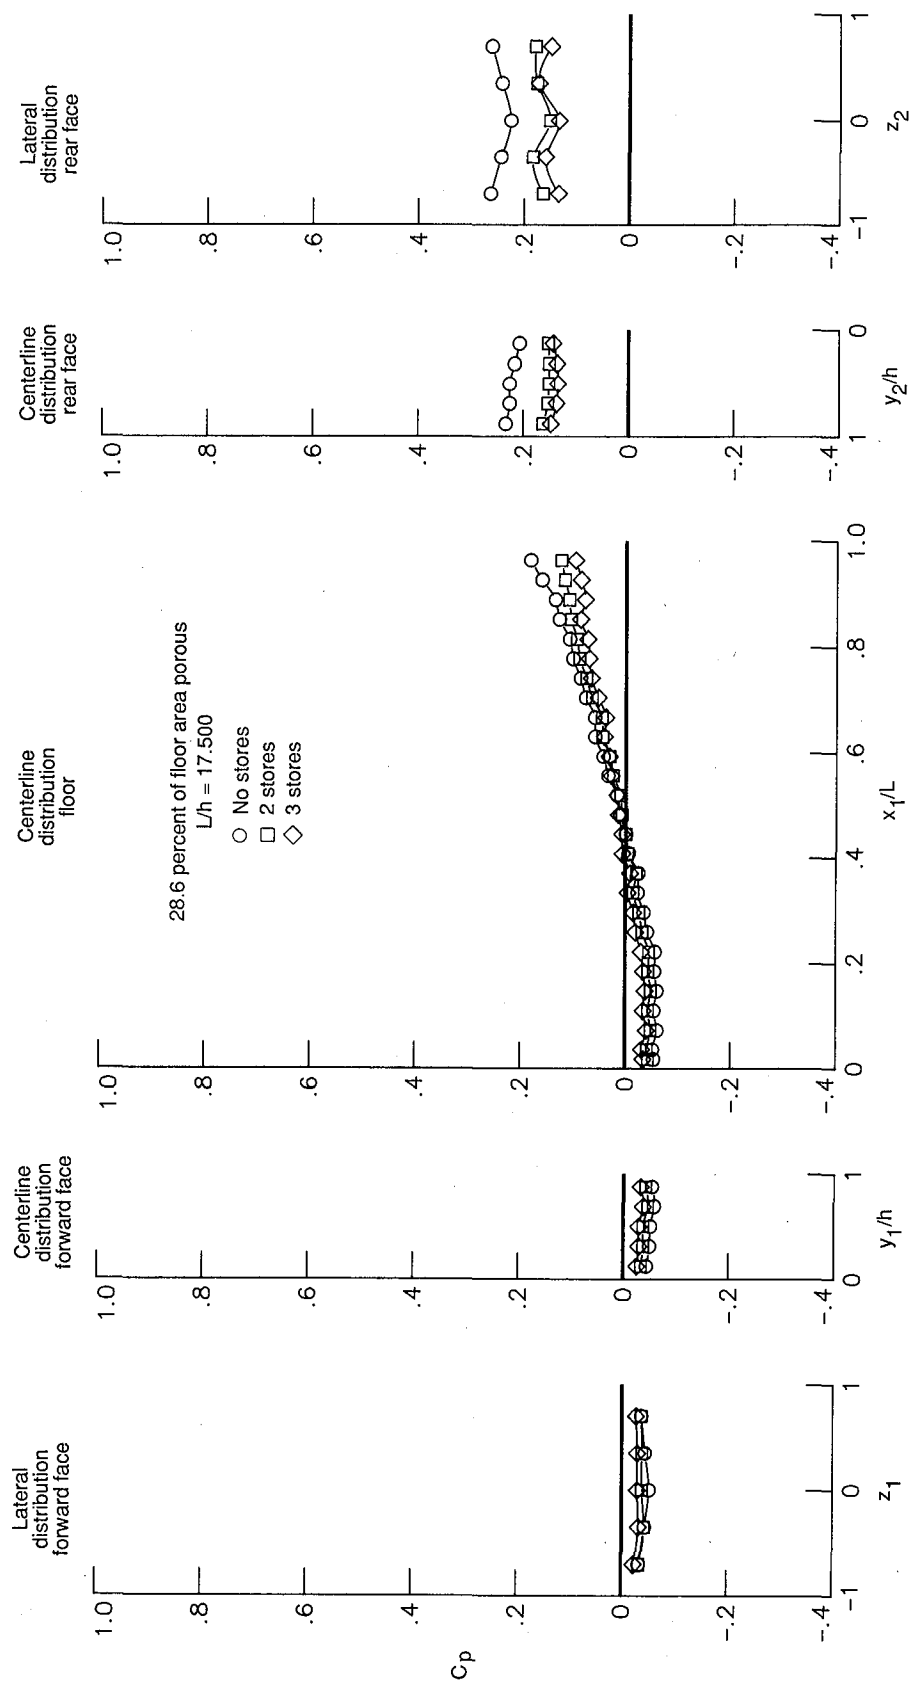 Lateral
distribution
forward face
Centerline
distribution
forward face
Centerline
distribution
floor
Centerline
distribution
rear face
Lateral
distribution
rear face
28.6 percent of floor area porous
L/h = 17.500
No stores
2 stores
3 stores
Cp
1.0
.8
.6
.4
.2
0
-.2
-.4
-1
0
1
z1
1.0
.8
.6
.4
.2
0
-.2
-.4
0
1
y1/h
1.0
.8
.6
.4
.2
0
-.2
-.4
0
.2
.4
.6
.8
1.0
x1/L
1.0
.8
.6
.4
.2
0
-.2
-.4
1
0
y2/h
1.0
.8
.6
.4
.2
0
-.2
-.4
-1
0
1
z2